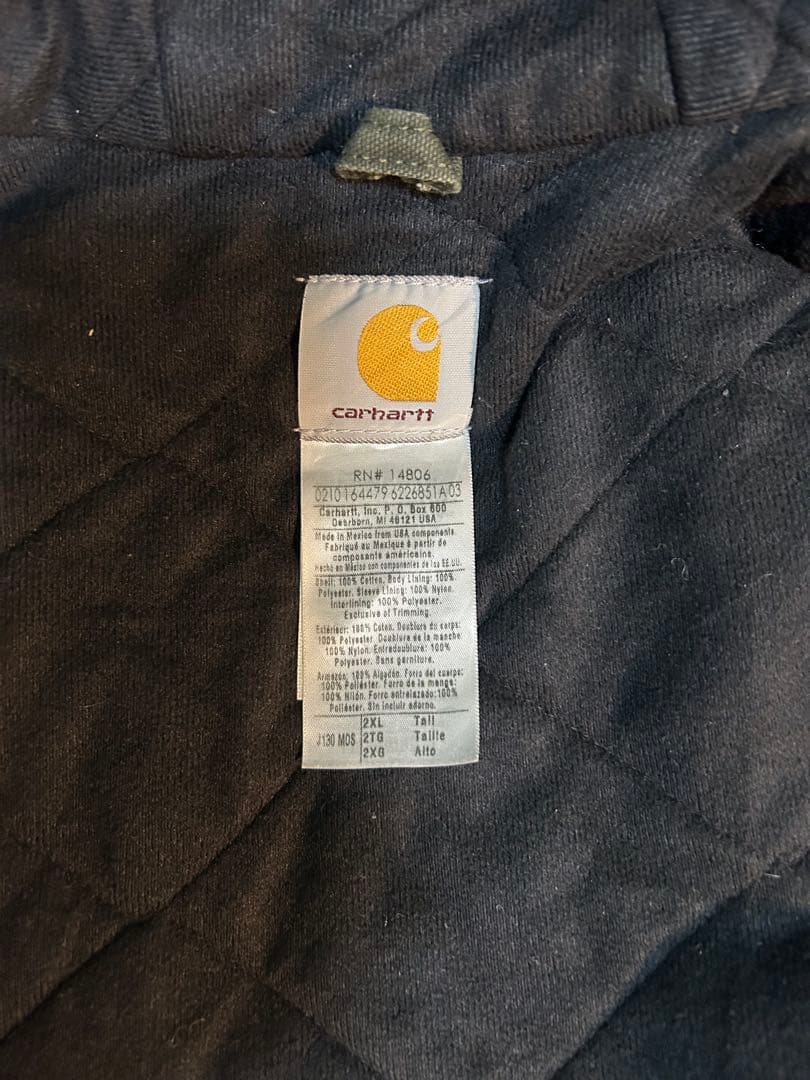 carhartt
RN# 14806
0210164479 6226851A03
Carhartt, Inc. P. O. Box 600
Dearborn, MI 48121 USA
Made in Mexico from USA components
Fabriqué au Mexique à partir de
composants américains.
Hecho en México con componentes de los EE.UU.
Shell: 100% Cotton, Body Lining: 100%
Polyester. Sleeve Lining: 100% Nylon.
Interlining: 100% Polyester.
Exclusive of Trimming.
Extérieur: 100% Coton. Doublure du corps:
100% Polyester. Doublure de la manche:
100% Nylon. Entredoublure: 100%
Polyester. Sans garniture.
Armazón: 100% Algodón. Forro del cuerpo:
100% Poliéster. Forro de la manga:
100% Nilón. Forro entrelazado:100%
Poliéster. Sin incluir adorno.
J130 MOS
2XL Tall
2TG Taille
2XG Alto